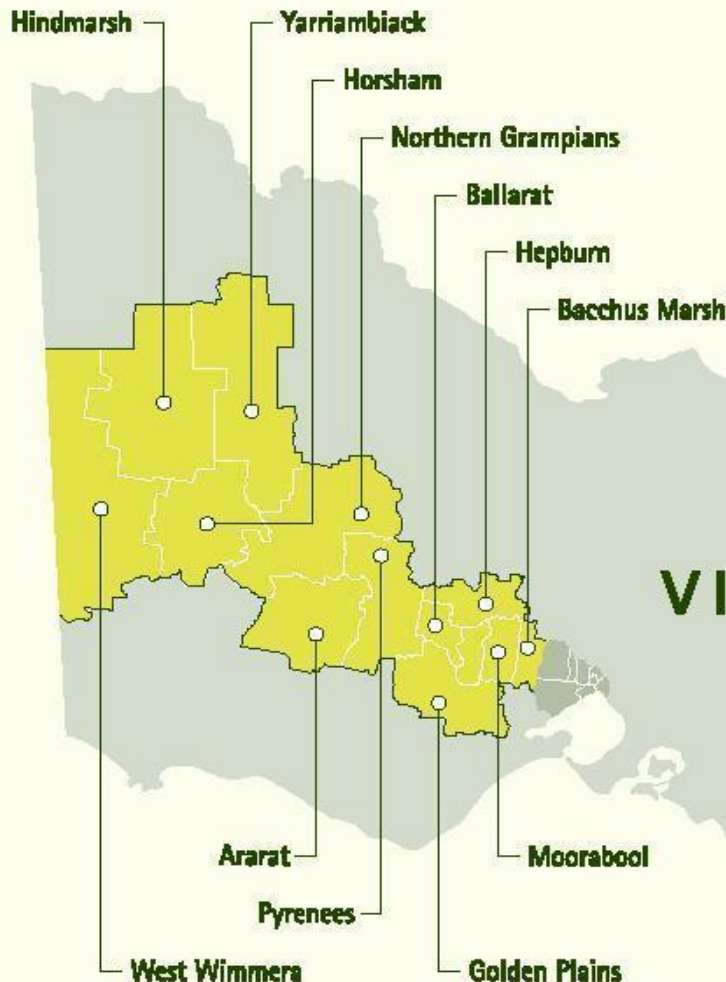 Hindmarsh
Yarriambiack
Horsham
Northern Grampians
Ballarat
Hepburn
Bacchus Marsh
VI
Ararat
Moorabool
Pyrenees
West Wimmera
Golden Plains